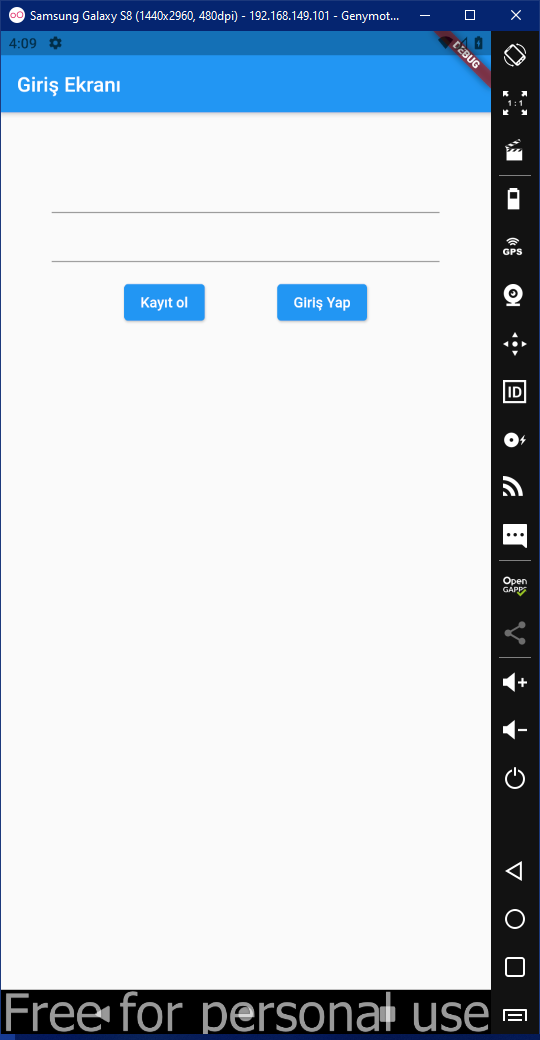 Samsung Galaxy S8 (1440x2960, 480dpi) - 192.168.149.101 - Genymot...
4:09
DEBUG
Giriş Ekranı
Kayıt ol
Giriş Yap
1:1
GPS
ID
Open
GAPPS
Free for personal use